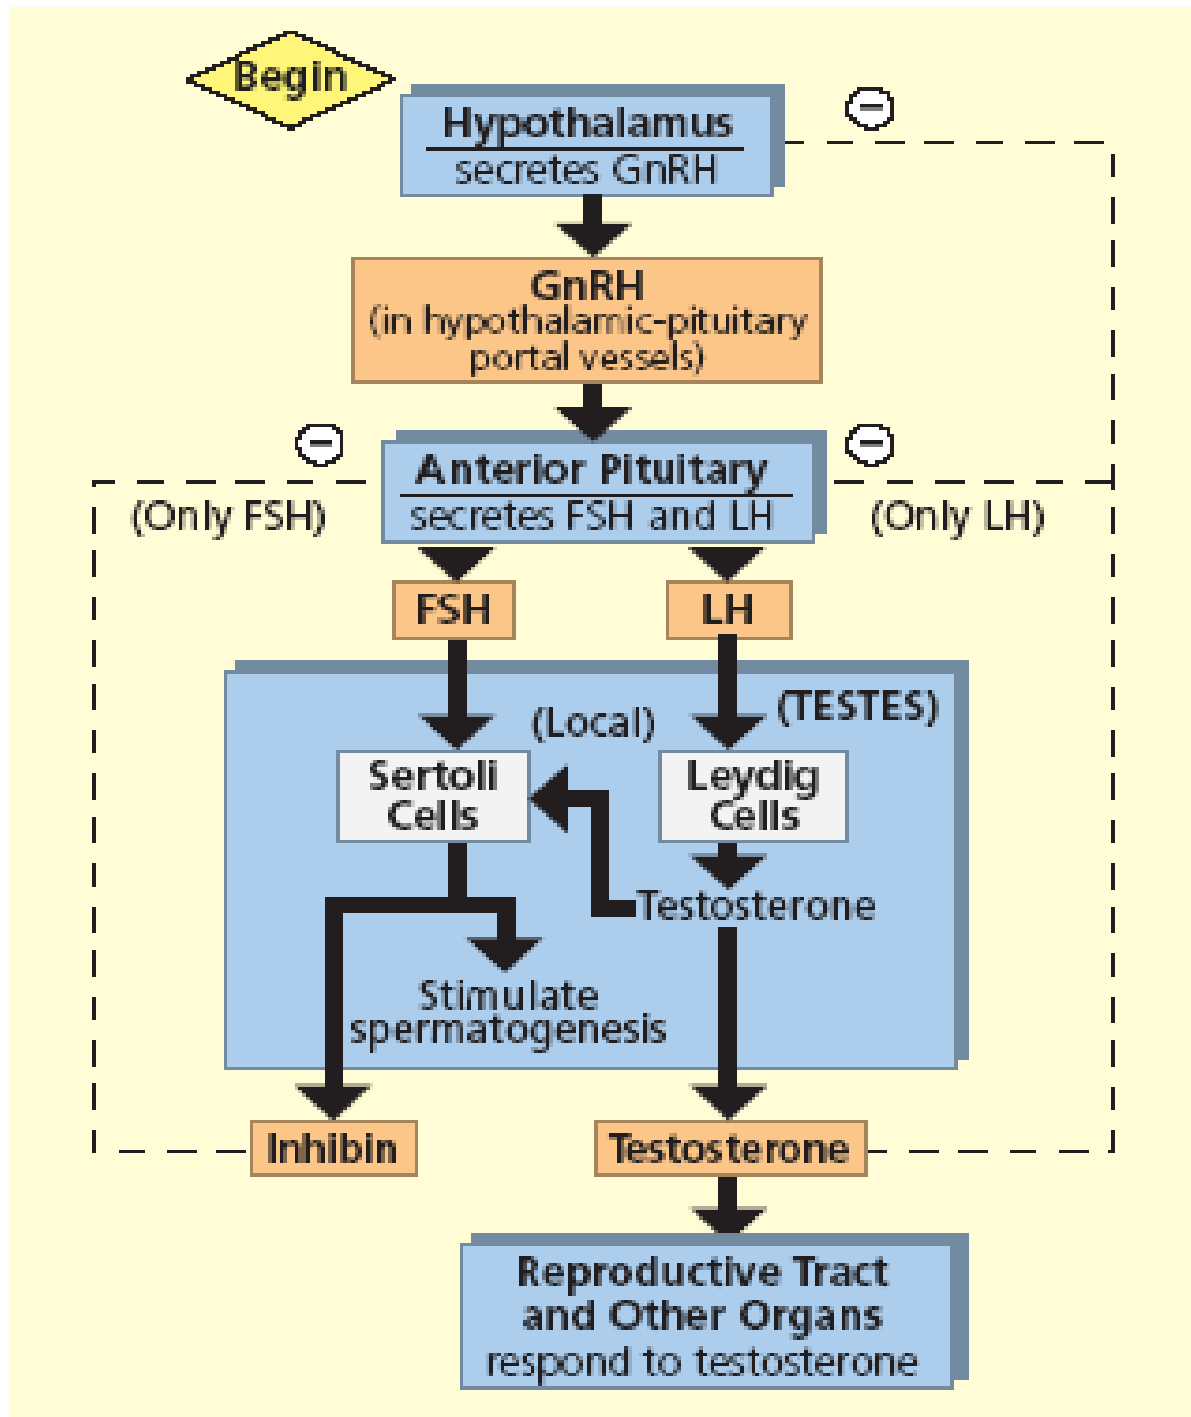 Begin
Hypothalamus
secretes GnRH
GnRH
(in hypothalamic-pituitary
portal vessels)
Anterior Pituitary
secretes FSH and LH
(Only FSH)
(Only LH)
FSH
LH
(TESTES)
(Local)
Sertoli
Cells
Leydig
Cells
Testosterone
Stimulate
spermatogenesis
Inhibin
Testosterone
Reproductive Tract
and Other Organs
respond to testosterone